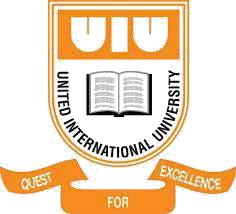 UIU
UNITED INTERNATIONAL UNIVERSITY
QUEST
FOR
EXCELLENCE